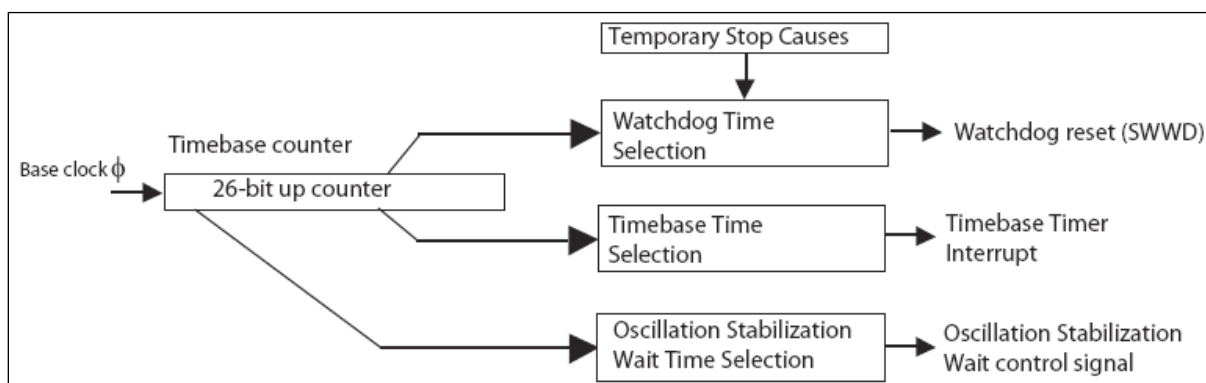 Temporary Stop Causes
Watchdog Time
Selection
Watchdog reset (SWWD)
Timebase counter
Base clock ϕ
26-bit up counter
Timebase Time
Selection
Timebase Timer
Interrupt
Oscillation Stabilization
Wait Time Selection
Oscillation Stabilization
Wait control signal